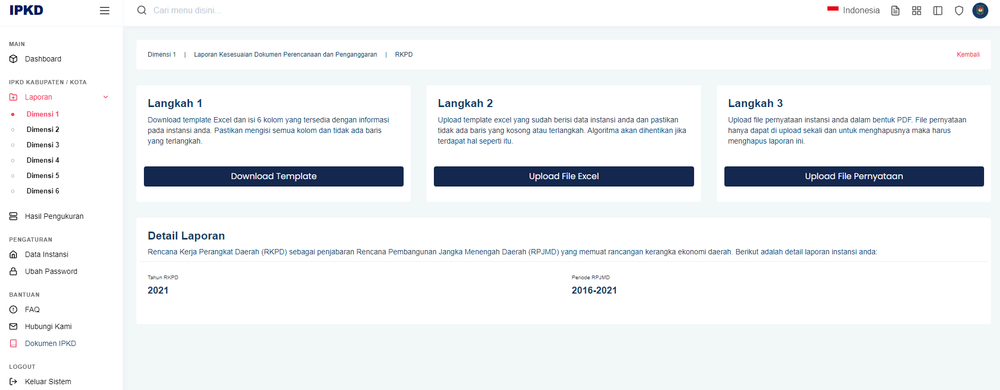 IPKD
Cari menu disini...
Indonesia
MAIN
Dashboard
IPKD KABUPATEN / KOTA
Laporan
Dimensi 1
Dimensi 2
Dimensi 3
Dimensi 4
Dimensi 5
Dimensi 6
Hasil Pengukuran
PENGATURAN
Data Instansi
Ubah Password
BANTUAN
FAQ
Hubungi Kami
Dokumen IPKD
LOGOUT
Keluar Sistem
Dimensi 1 | Laporan Kesesuaian Dokumen Perencanaan dan Penganggaran | RKPD
Kembali
Langkah 1
Download template Excel dan isi 6 kolom yang tersedia dengan informasi
pada instansi anda. Pastikan mengisi semua kolom dan tidak ada baris
yang terlangkah.
Download Template
Langkah 2
Upload template excel yang sudah berisi data instansi anda dan pastikan
tidak ada baris yang kosong atau terlangkah. Algoritma akan dihentikan jika
terdapat hal seperti itu.
Upload File Excel
Langkah 3
Upload file pernyataan instansi anda dalam bentuk PDF. File pernyataan
hanya dapat di upload sekali dan untuk menghapusnya maka harus
menghapus laporan ini.
Upload File Pernyataan
Detail Laporan
Rencana Kerja Perangkat Daerah (RKPD) sebagai penjabaran Rencana Pembangunan Jangka Menengah Daerah (RPJMD) yang memuat rancangan kerangka ekonomi daerah. Berikut adalah detail laporan instansi anda:
Tahun RKPD
2021
Periode RPJMD
2016-2021